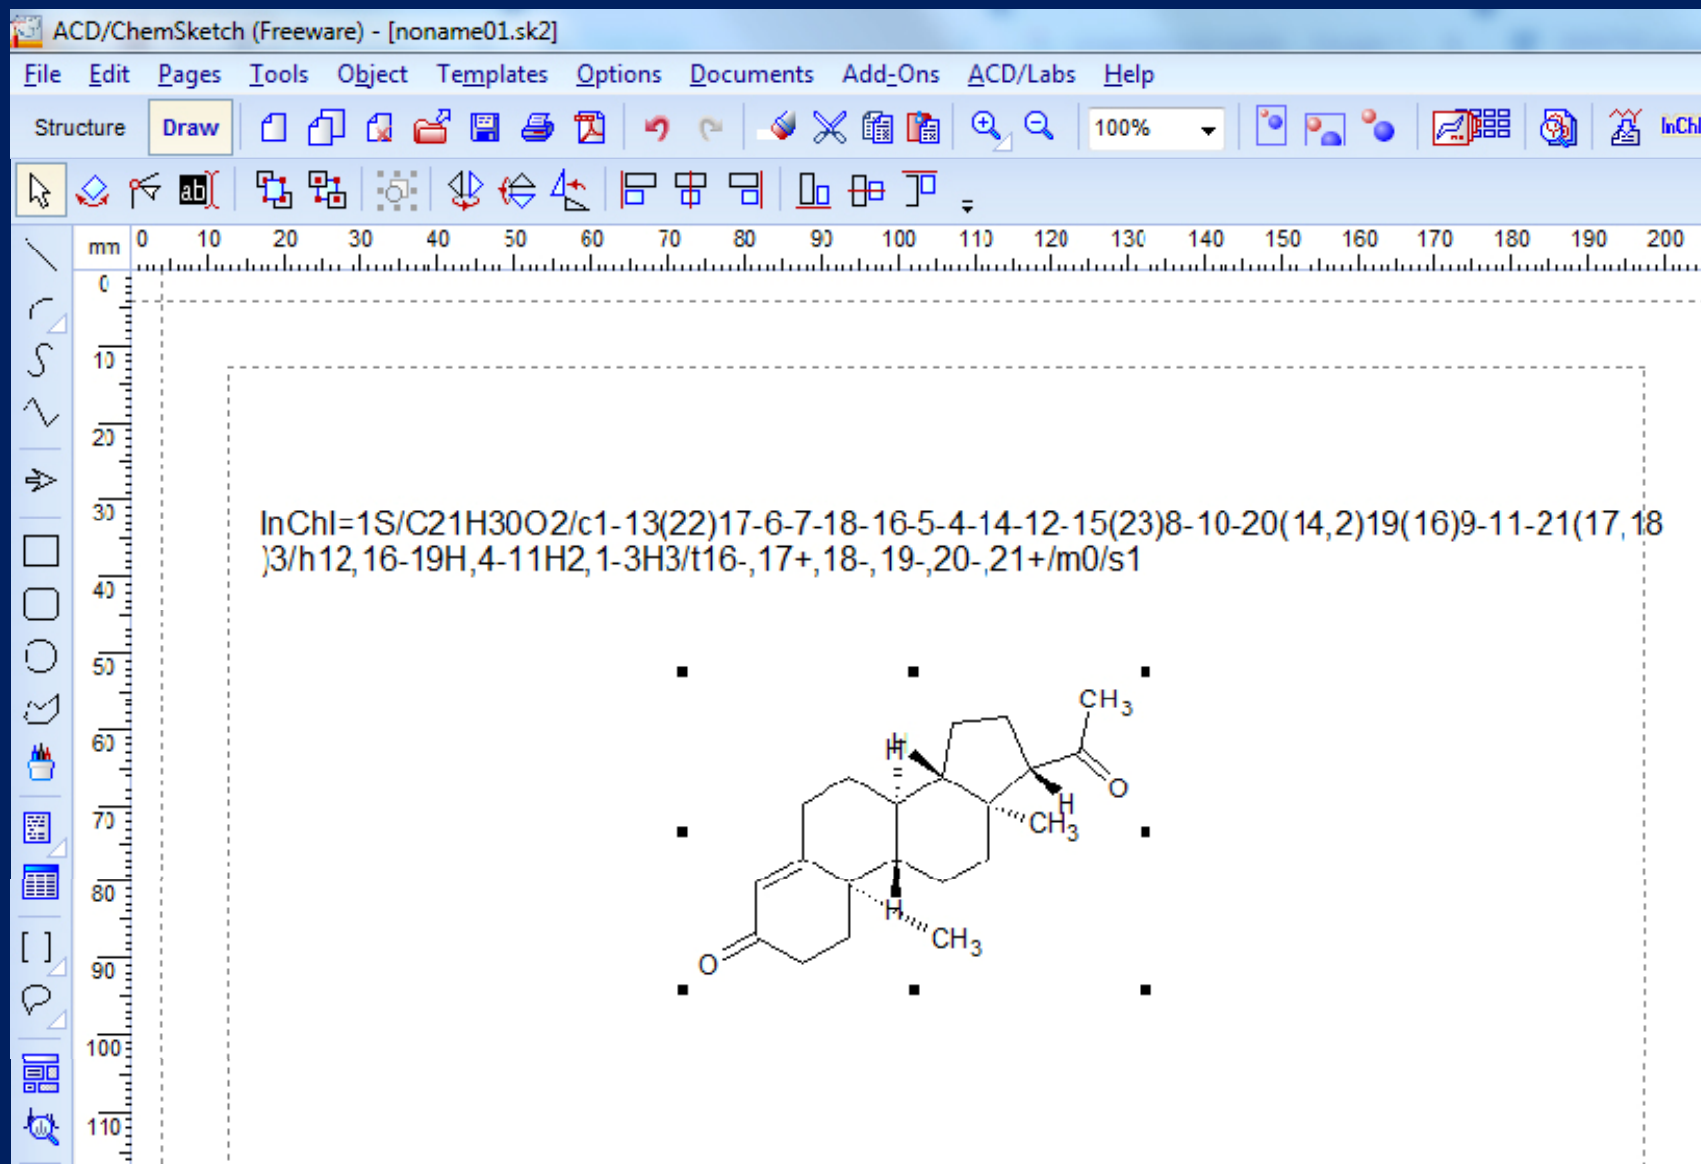 ACD/ChemSketch (Freeware) - [noname01.sk2]
File Edit Pages Tools Object Templates Options Documents Add-Ons ACD/Labs Help
Structure Draw 100% InChI
ab
mm 0 10 20 30 40 50 60 70 80 90 100 110 120 130 140 150 160 170 180 190 200
0
10
20
30
InChI=1S/C21H30O2/c1-13(22)17-6-7-18-16-5-4-14-12-15(23)8-10-20(14,2)19(16)9-11-21(17,18
)3/h12,16-19H,4-11H2,1-3H3/t16-,17+,18-,19-,20-,21+/m0/s1
40
50
CH3
60
H H
O
H
70
CH3
80
H
CH3
90
O
100
110